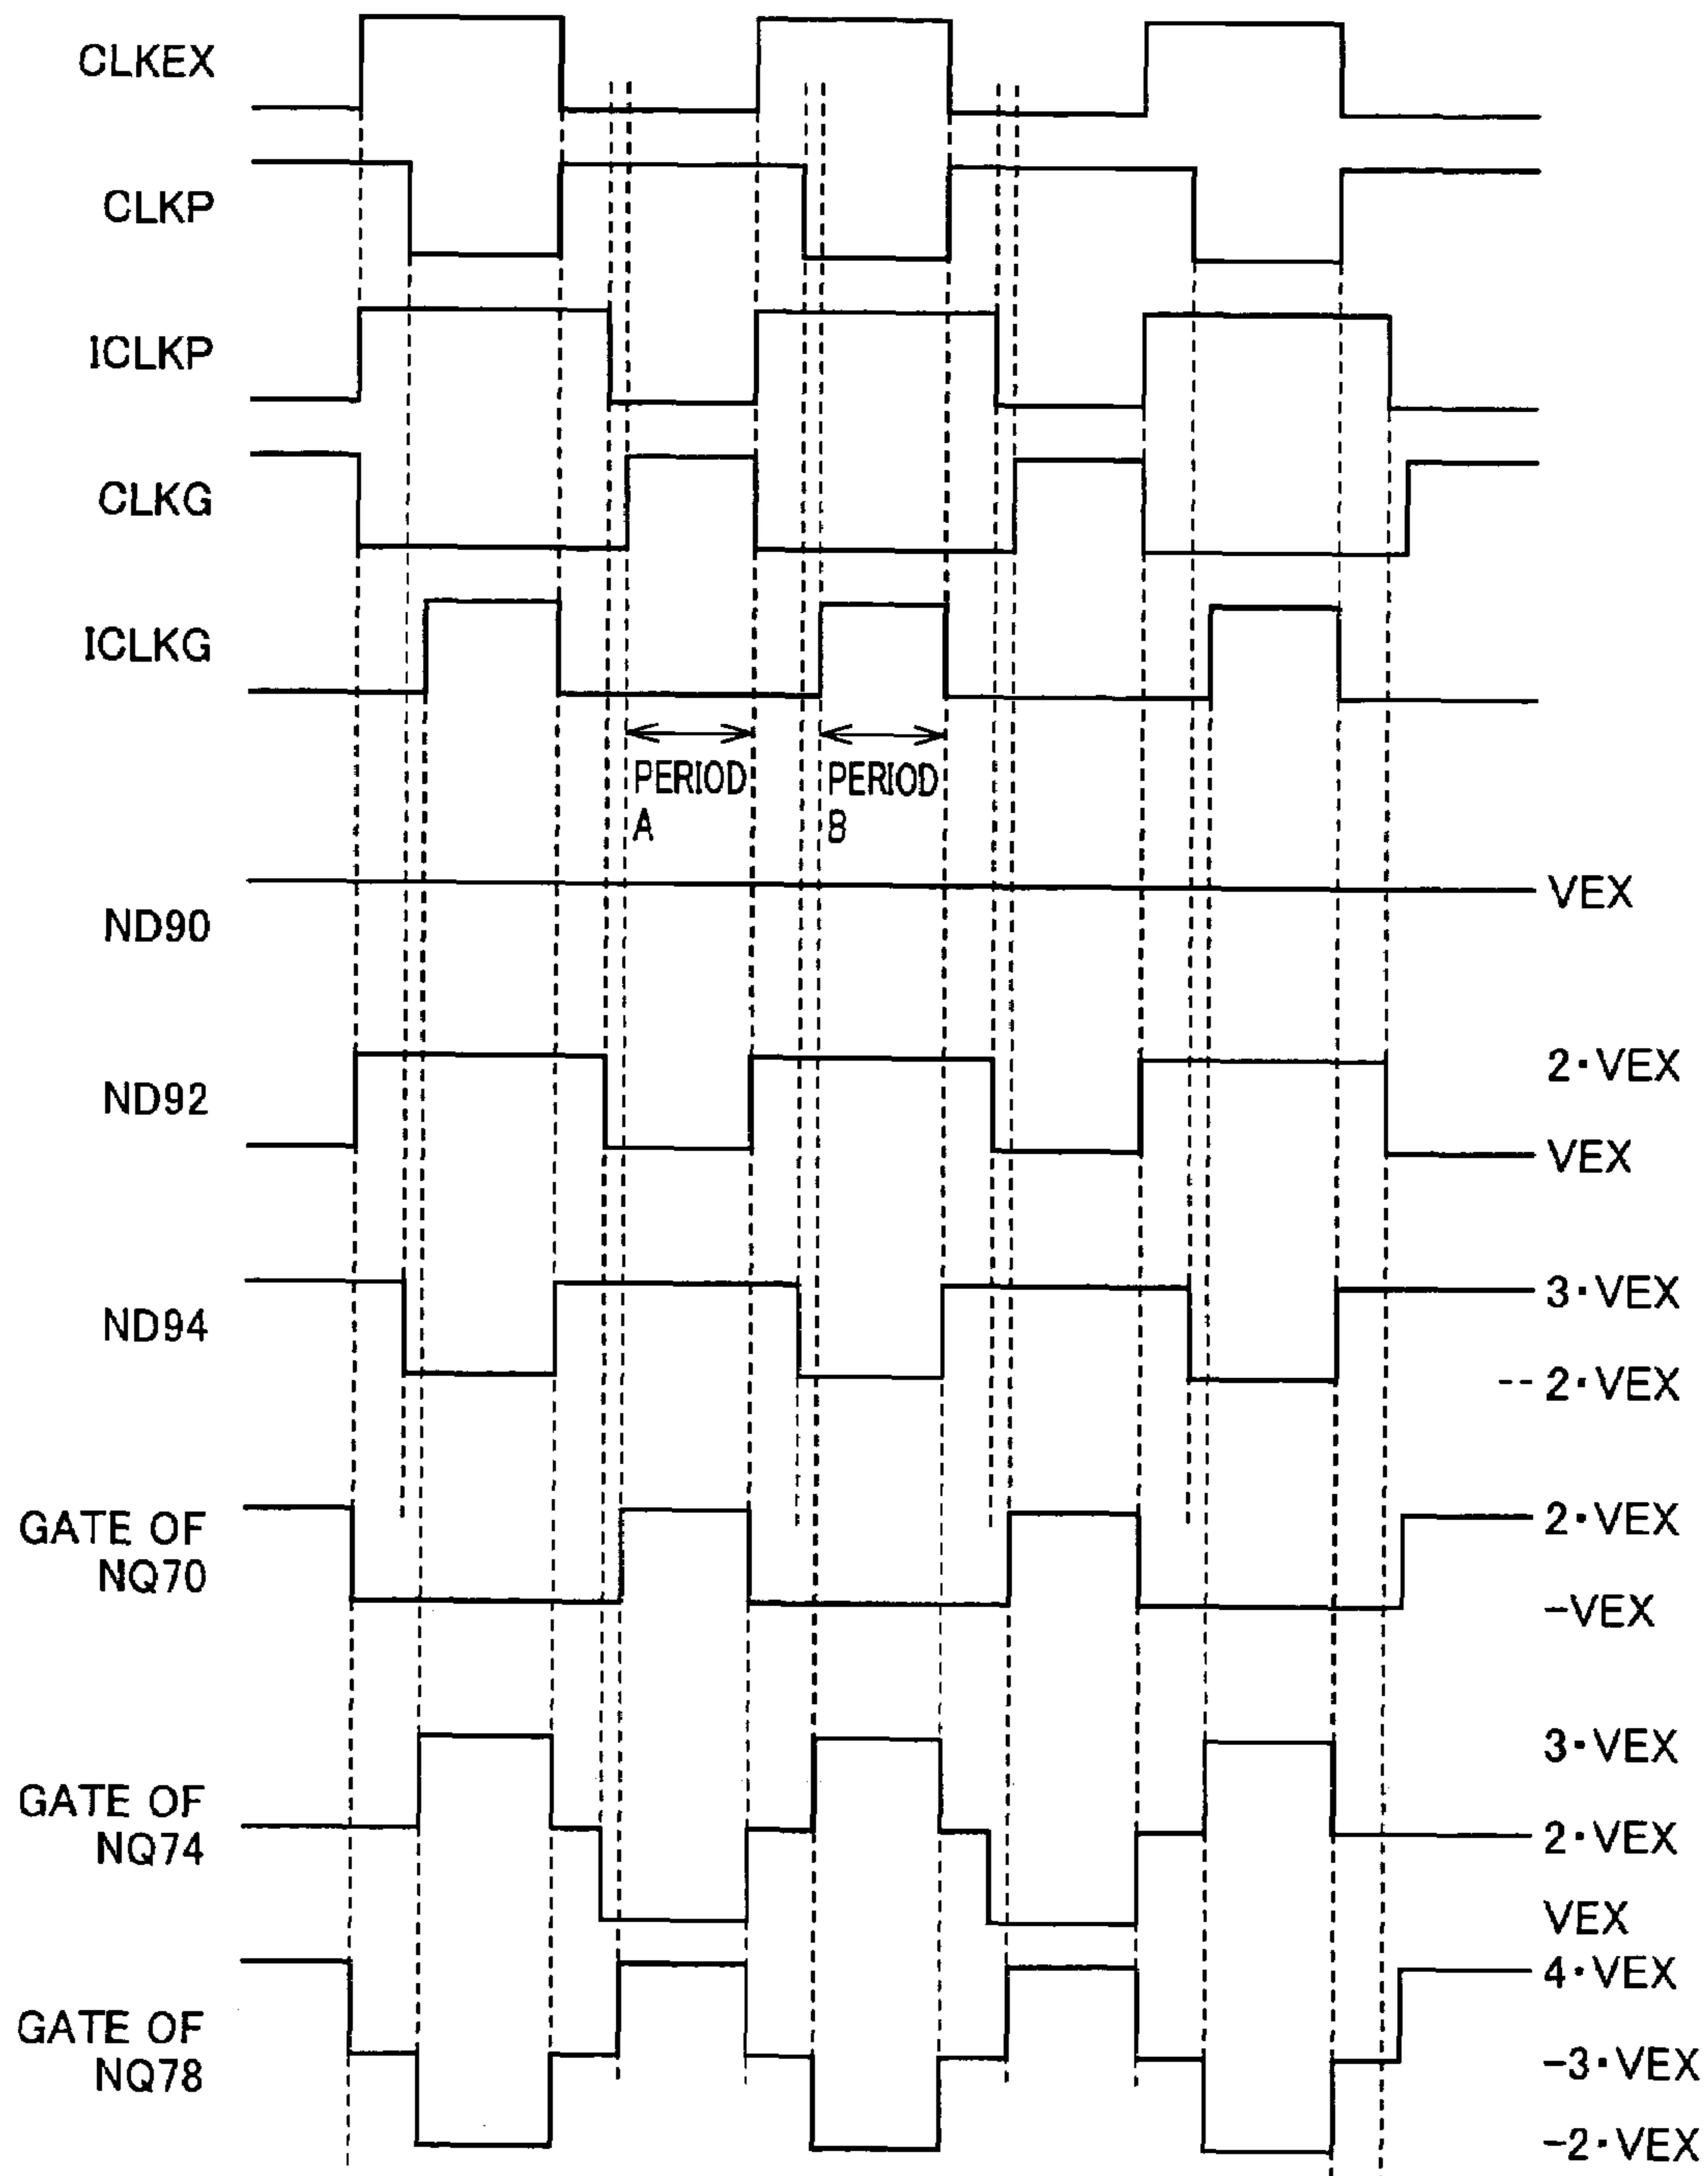 CLKEX
CLKP
ICLKP
CLKG
ICLKG
PERIOD
A
PERIOD
B
ND90
VEX
ND92
2·VEX
VEX
ND94
3·VEX
-- 2·VEX
GATE OF
NQ70
2·VEX
-VEX
GATE OF
NQ74
3·VEX
2·VEX
VEX
GATE OF
NQ78
4·VEX
-3·VEX
-2·VEX